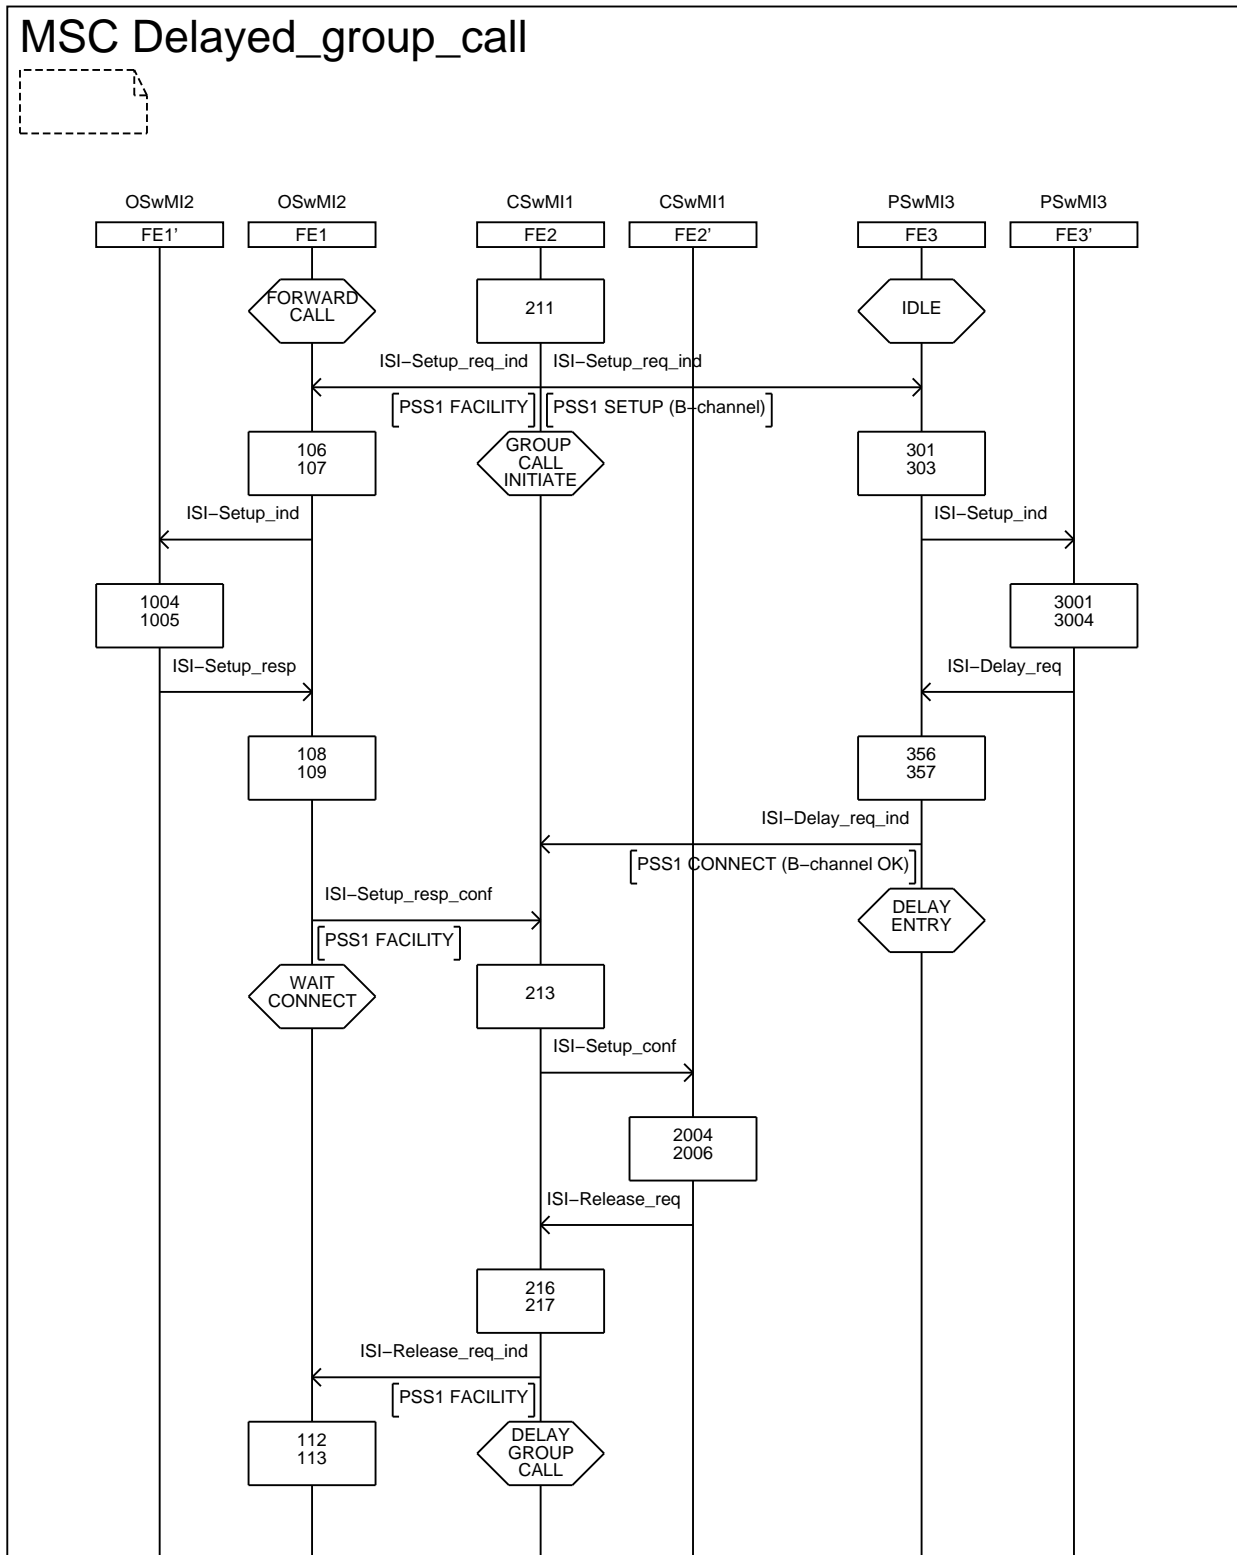 MSC Delayed_group_call
OSwMI2 OSwMI2 CSwMI1 CSwMI1 PSwMI3 PSwMI3
FE1' FE1 FE2 FE2' FE3 FE3'
FORWARD
CALL
211
IDLE
ISI−Setup_req_ind ISI−Setup_req_ind
PSS1 FACILITY PSS1 SETUP (B−channel)
106
107
GROUP
CALL
INITIATE
301
303
ISI−Setup_ind ISI−Setup_ind
1004
1005
3001
3004
ISI−Setup_resp ISI−Delay_req
108
109
356
357
ISI−Delay_req_ind
PSS1 CONNECT (B−channel OK)
ISI−Setup_resp_conf
DELAY
ENTRY
PSS1 FACILITY
WAIT
CONNECT
213
ISI−Setup_conf
2004
2006
ISI−Release_req
216
217
ISI−Release_req_ind
PSS1 FACILITY
112
113
DELAY
GROUP
CALL